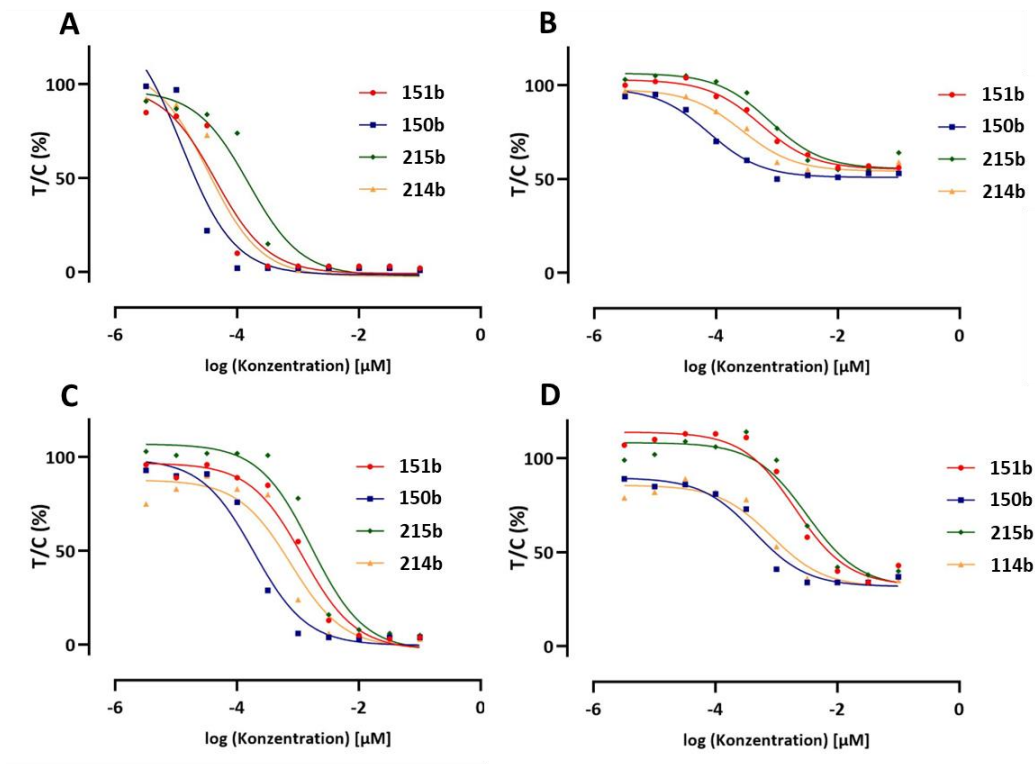 A
T/C (%)
100
50
0
-6 -4 -2 0
log (Konzentration) [µM]
151b
150b
215b
214b
B
T/C (%)
100
50
0
-6 -4 -2 0
log (Konzentration) [µM]
151b
150b
215b
214b
C
T/C (%)
100
50
0
-6 -4 -2 0
log (Konzentration) [µM]
151b
150b
215b
214b
D
T/C (%)
100
50
0
-6 -4 -2 0
log (Konzentration) [µM]
151b
150b
215b
114b